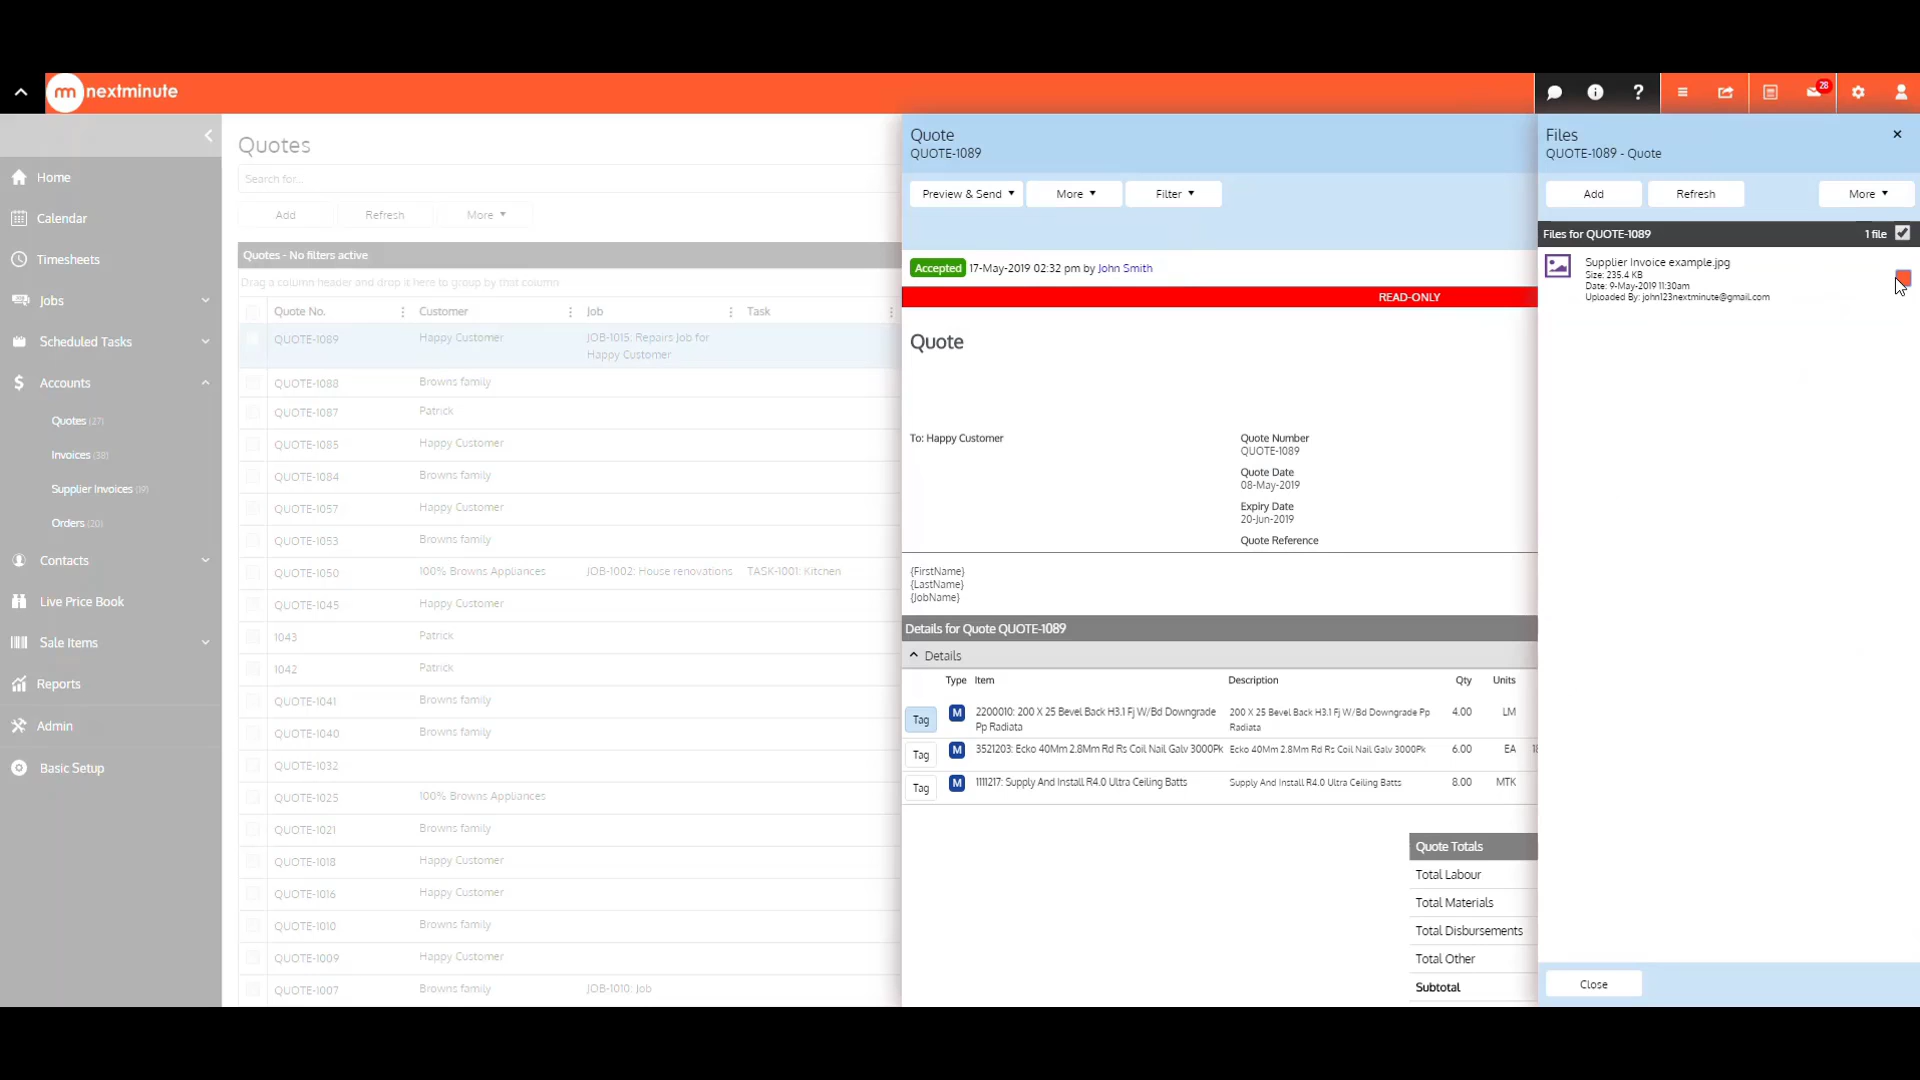 nextminute
28
Home
Calendar
Timesheets
Jobs
Scheduled Tasks
Accounts
Quotes (27)
Invoices (38)
Supplier Invoices (19)
Orders (20)
Contacts
Live Price Book
Sale Items
Reports
Admin
Basic Setup
Quotes
Search for...
Add Refresh More
Quotes - No filters active
Drag a column header and drop it here to group by that column
Quote No. Customer Job Task
QUOTE-1089 Happy Customer JOB-1015: Repairs Job for
Happy Customer
QUOTE-1088 Browns family
QUOTE-1087 Patrick
QUOTE-1085 Happy Customer
QUOTE-1084 Browns family
QUOTE-1057 Happy Customer
QUOTE-1053 Browns family
QUOTE-1050 100% Browns Appliances JOB-1002: House renovations TASK-1001: Kitchen
QUOTE-1045 Happy Customer
1043 Patrick
1042 Patrick
QUOTE-1041 Browns family
QUOTE-1040 Browns family
QUOTE-1032
QUOTE-1025 100% Browns Appliances
QUOTE-1021 Browns family
QUOTE-1018 Happy Customer
QUOTE-1016 Happy Customer
QUOTE-1010 Browns family
QUOTE-1009 Happy Customer
QUOTE-1007 Browns family JOB-1010: Job
Quote
QUOTE-1089
Preview & Send More Filter
Accepted 17-May-2019 02:32 pm by John Smith
READ-ONLY
Quote
To: Happy Customer
Quote Number
QUOTE-1089
Quote Date
08-May-2019
Expiry Date
20-Jun-2019
Quote Reference
{FirstName}
{LastName}
{JobName}
Details for Quote QUOTE-1089
Details
Type Item Description Qty Units
Tag M 2200010: 200 X 25 Bevel Back H3.1 Fj W/Bd Downgrade 200 X 25 Bevel Back H3.1 Fj W/Bd Downgrade Pp 4.00 LM
Pp Radiata Radiata
Tag M 3521203: Ecko 40Mm 2.8Mm Rd Rs Coil Nail Galv 3000Pk Ecko 40Mm 2.8Mm Rd Rs Coil Nail Galv 3000Pk 6.00 EA
Tag M 1111217: Supply And Install R4.0 Ultra Ceiling Batts Supply And Install R4.0 Ultra Ceiling Batts 8.00 MTK
Quote Totals
Total Labour
Total Materials
Total Disbursements
Total Other
Subtotal
Files
QUOTE-1089 - Quote
Add Refresh More
Files for QUOTE-1089 1 file
Supplier Invoice example.jpg
Size: 235.4 KB
Date: 9-May-2019 11:30am
Uploaded By: john123nextminute@gmail.com
Close